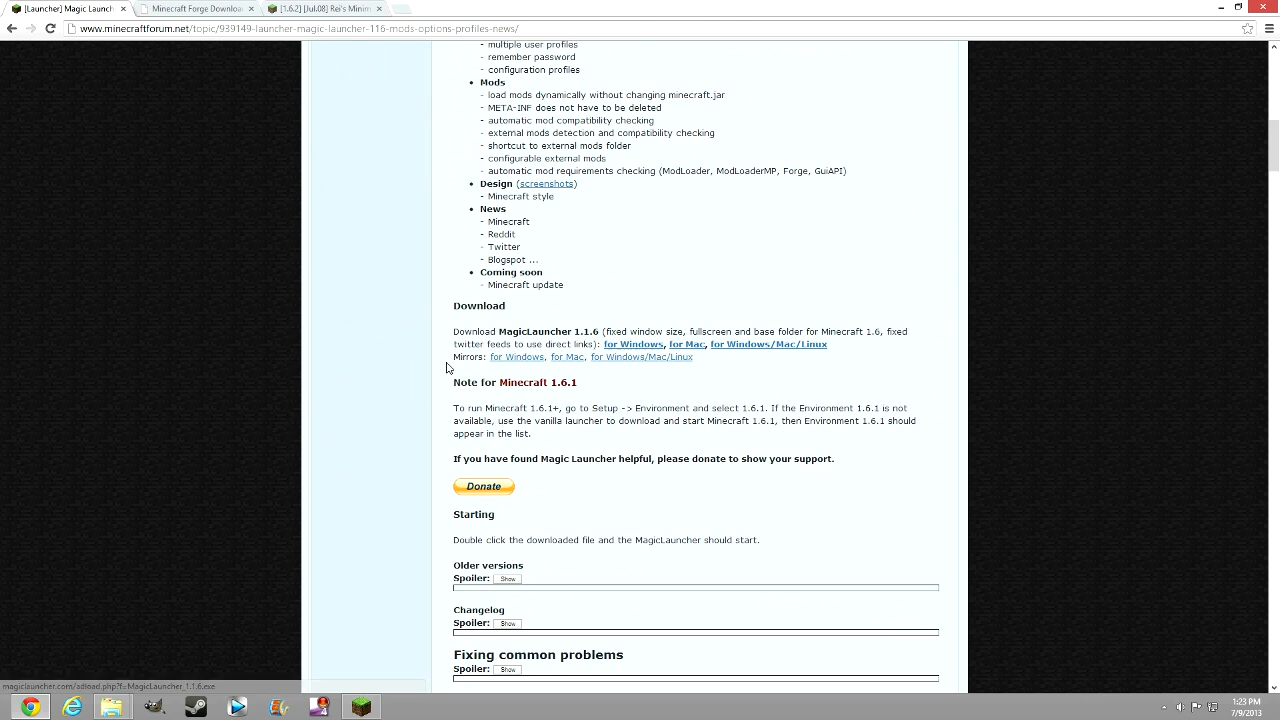 [Launcher] Magic Launch
Minecraft Forge Downloa
[1.6.2] [Jul.08] Rei's Minim
www.minecraftforum.net/topic/939149-launcher-magic-launcher-116-mods-options-profiles-news/
- multiple user profiles
- remember password
- configuration profiles
Mods
- load mods dynamically without changing minecraft.jar
- META-INF does not have to be deleted
- automatic mod compatibility checking
- external mods detection and compatibility checking
- shortcut to external mods folder
- configurable external mods
- automatic mod requirements checking (ModLoader, ModLoaderMP, Forge, GuiAPI)
Design (screenshots)
- Minecraft style
News
- Minecraft
- Reddit
- Twitter
- Blogspot ...
Coming soon
- Minecraft update
Download
Download MagicLauncher 1.1.6 (fixed window size, fullscreen and base folder for Minecraft 1.6, fixed
twitter feeds to use direct links): for Windows, for Mac, for Windows/Mac/Linux
Mirrors: for Windows, for Mac, for Windows/Mac/Linux
Note for Minecraft 1.6.1
To run Minecraft 1.6.1+, go to Setup -> Environment and select 1.6.1. If the Environment 1.6.1 is not
available, use the vanilla launcher to download and start Minecraft 1.6.1, then Environment 1.6.1 should
appear in the list.
If you have found Magic Launcher helpful, please donate to show your support.
Donate
Starting
Double click the downloaded file and the MagicLauncher should start.
Older versions
Spoiler: Show
Changelog
Spoiler: Show
Fixing common problems
Spoiler: Show
magiclauncher.com/adload.php?f=MagicLauncher_1.1.6.exe
1:23 PM
7/9/2013